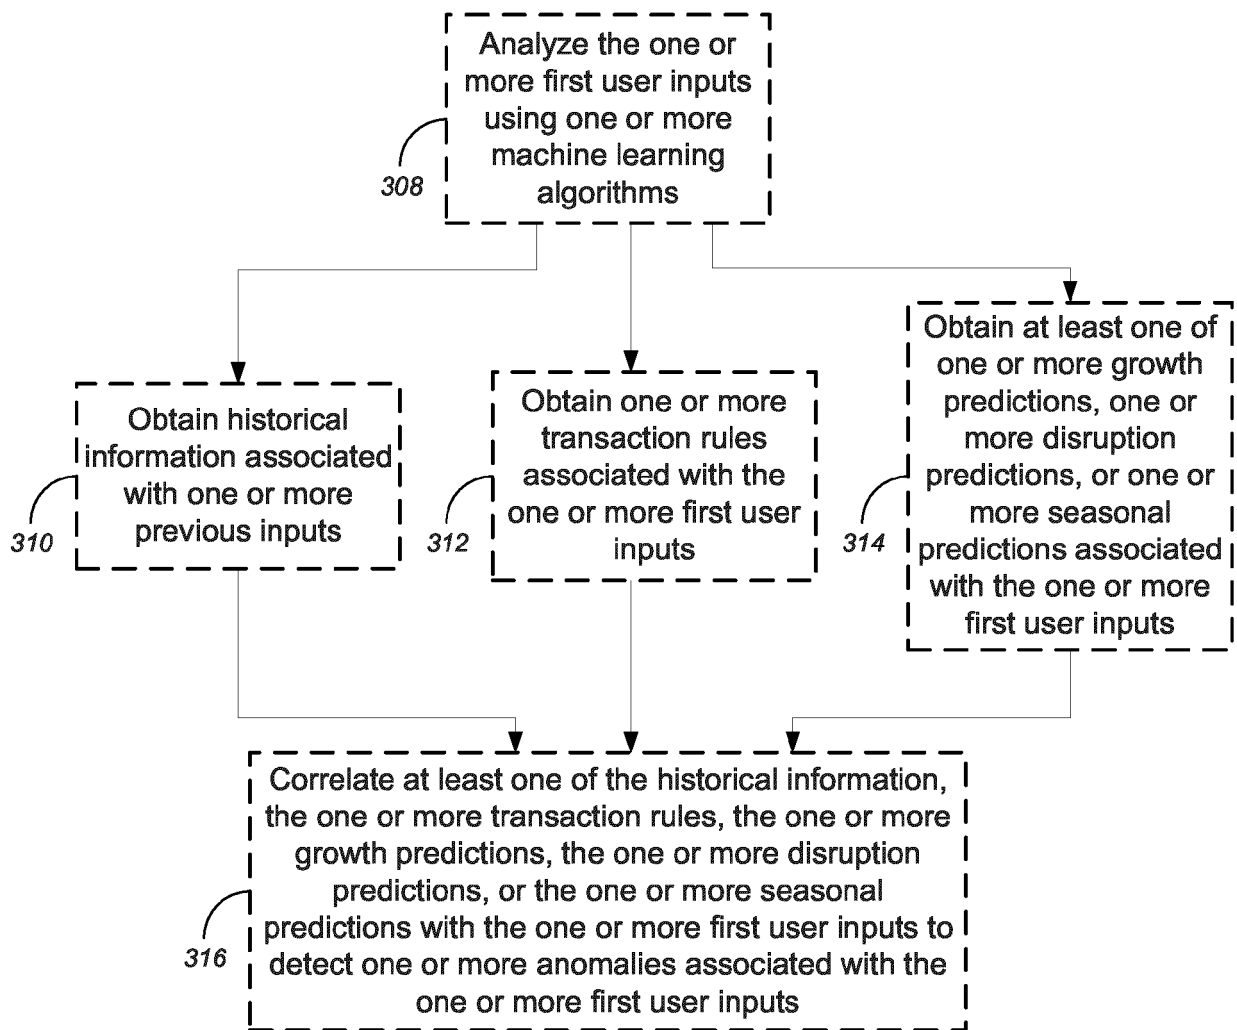 Analyze the one or
more first user inputs
using one or more
machine learning
algorithms
308
Obtain historical
information associated
with one or more
previous inputs
310
Obtain one or more
transaction rules
associated with the
one or more first user
inputs
312
Obtain at least one of
one or more growth
predictions, one or
more disruption
predictions, or one or
more seasonal
predictions associated
with the one or more
first user inputs
314
Correlate at least one of the historical information,
the one or more transaction rules, the one or more
growth predictions, the one or more disruption
predictions, or the one or more seasonal
predictions with the one or more first user inputs to
detect one or more anomalies associated with the
one or more first user inputs
316